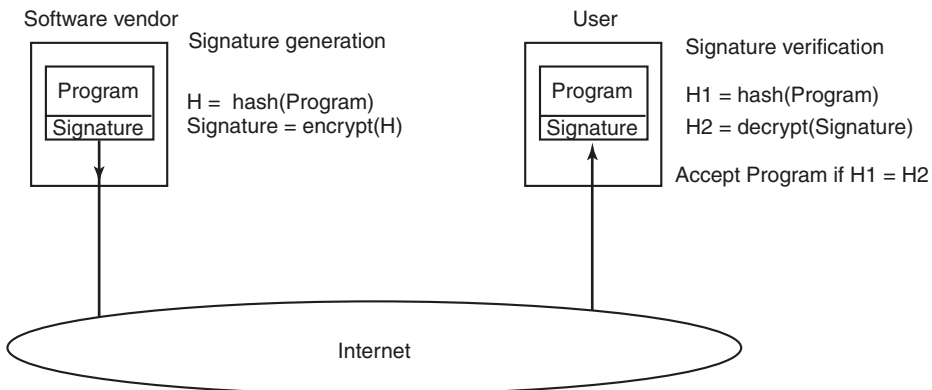 Software vendor
Signature generation
Program
Signature
H = hash(Program)
Signature = encrypt(H)
User
Signature verification
Program
Signature
H1 = hash(Program)
H2 = decrypt(Signature)
Accept Program if H1 = H2
Internet